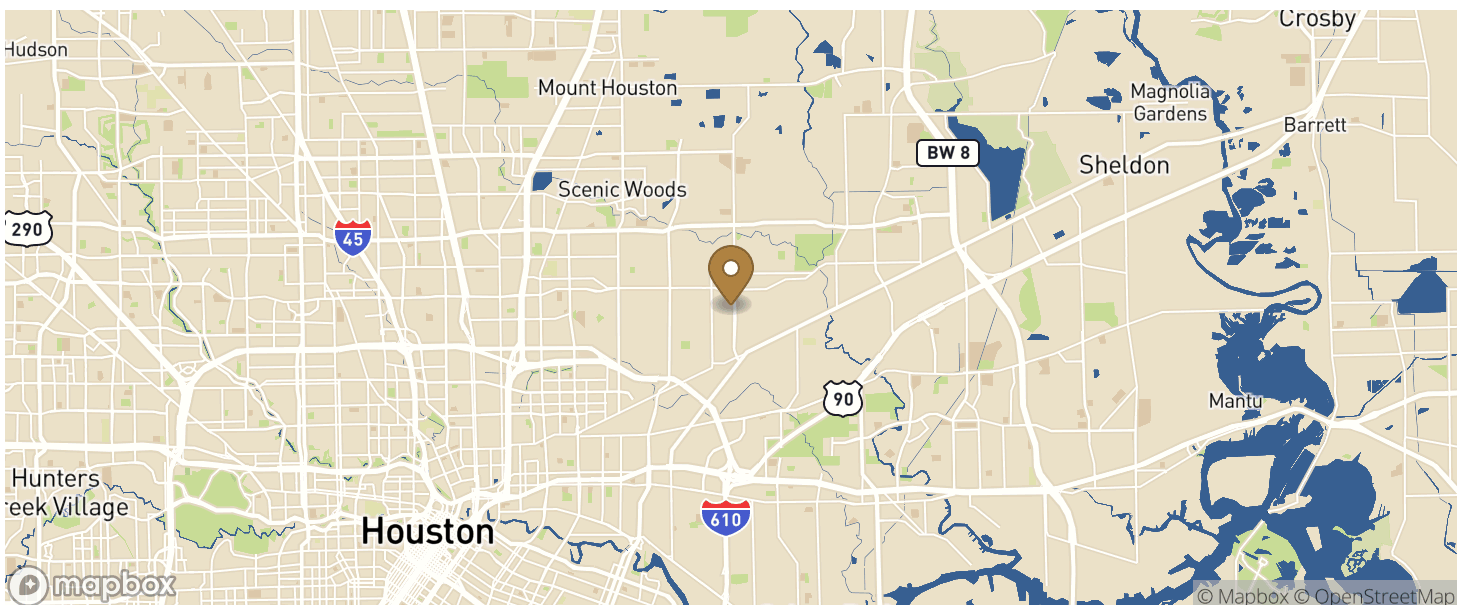 Crosby
Hudson
Mount Houston
Magnolia
Gardens
Barrett
BW 8
Sheldon
Scenic Woods
290
45
90
Mantu
Hunters
reek Village
610
Houston
mapbox
© Mapbox © OpenStreetMap